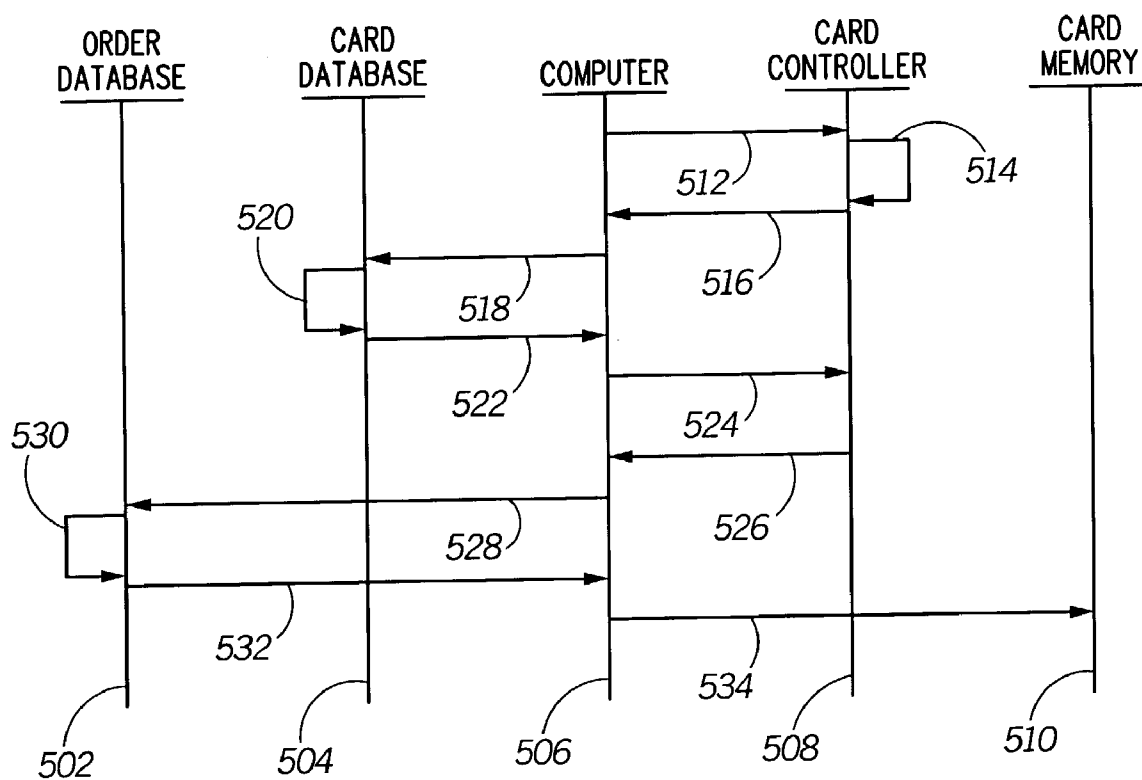 ORDER
DATABASE
CARD
DATABASE
COMPUTER
CARD
CONTROLLER
CARD
MEMORY
512
514
516
518
520
522
524
526
528
530
532
534
502
504
506
508
510